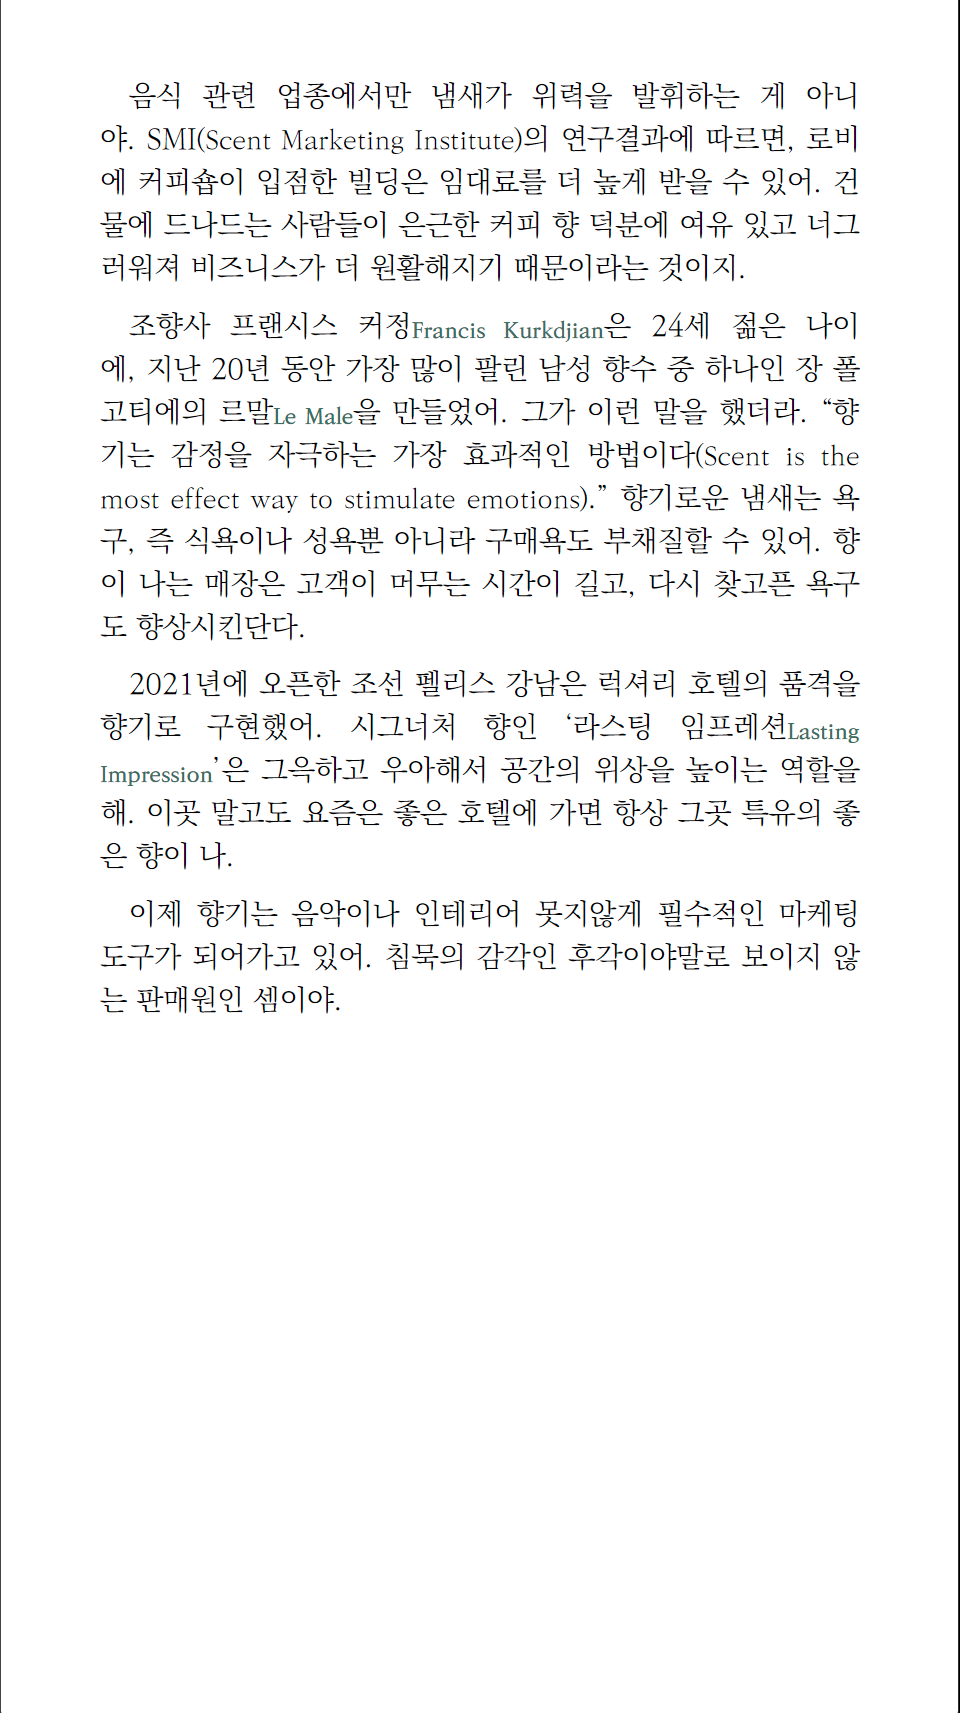 음식 관련 업종에서만 냄새가 위력을 발휘하는 게 아니
야. SMI(Scent Marketing Institute)의 연구결과에 따르면, 로비
에 커피숍이 입점한 빌딩은 임대료를 더 높게 받을 수 있어. 건
물에 드나드는 사람들이 은근한 커피 향 덕분에 여유 있고 너그
러워져 비즈니스가 더 원활해지기 때문이라는 것이지.
조향사 프랜시스 커정Francis Kurkdjian은 24세 젊은 나이
에, 지난 20년 동안 가장 많이 팔린 남성 향수 중 하나인 장 폴
고티에의 르말Le Male을 만들었어. 그가 이런 말을 했더라. “향
기는 감정을 자극하는 가장 효과적인 방법이다(Scent is the
most effect way to stimulate emotions).” 향기로운 냄새는 욕
구, 즉 식욕이나 성욕뿐 아니라 구매욕도 부채질할 수 있어. 향
이 나는 매장은 고객이 머무는 시간이 길고, 다시 찾고픈 욕구
도 향상시킨단다.
2021년에 오픈한 조선 펠리스 강남은 럭셔리 호텔의 품격을
향기로 구현했어. 시그너처 향인 ‘라스팅 임프레션Lasting
Impression’은 그윽하고 우아해서 공간의 위상을 높이는 역할을
해. 이곳 말고도 요즘은 좋은 호텔에 가면 항상 그곳 특유의 좋
은 향이 나.
이제 향기는 음악이나 인테리어 못지않게 필수적인 마케팅
도구가 되어가고 있어. 침묵의 감각인 후각이야말로 보이지 않
는 판매원인 셈이야.